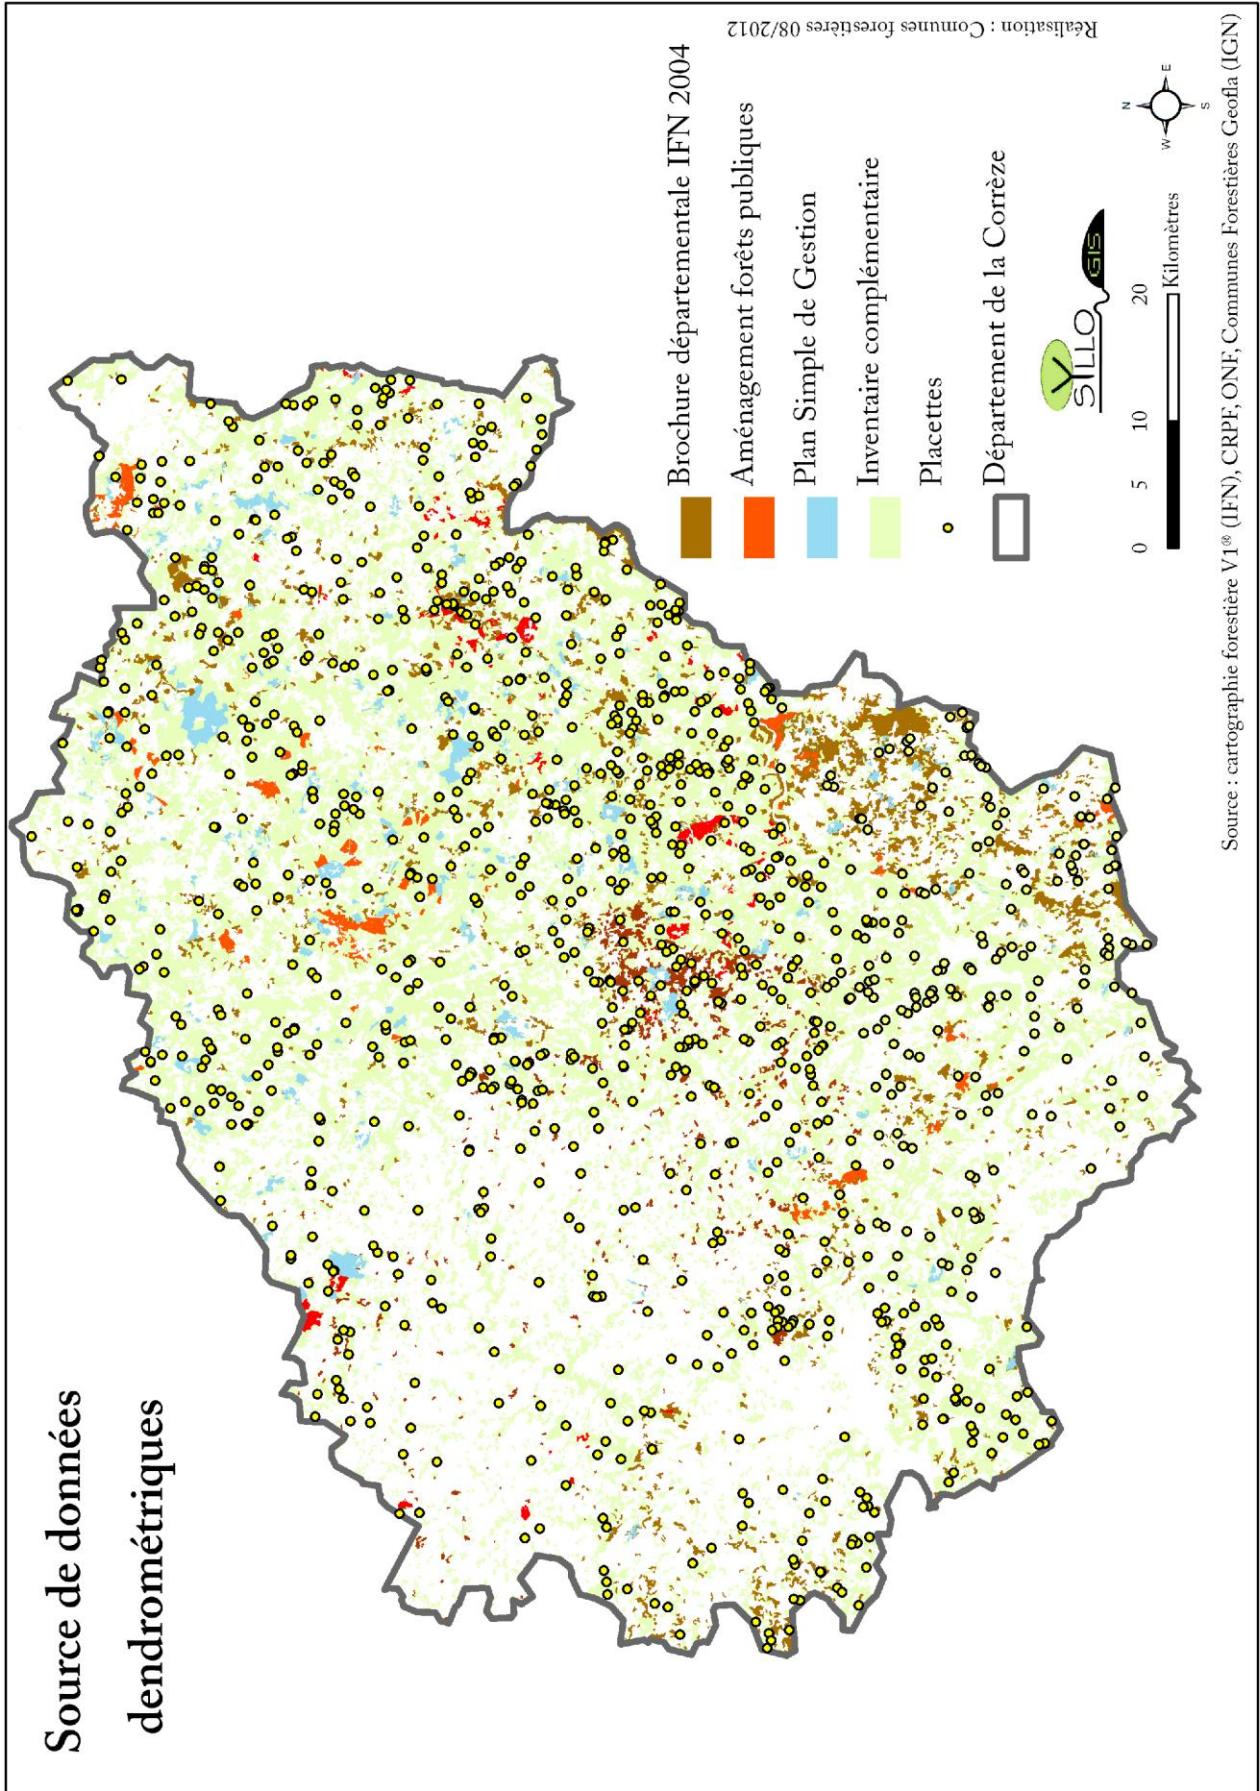 Source de données
dendrométriques
Brochure départementale IFN 2004
Aménagement forêts publiques
Plan Simple de Gestion
Inventaire complémentaire
Placettes
Département de la Corrèze
SYLLO GIS
0 5 10 20
Kilomètres
N
W E
S
Réalisation : Comunes forestières 08/2012
Source : cartographie forestière V1® (IFN), CRPF, ONF, Communes Forestières Geofla (IGN)